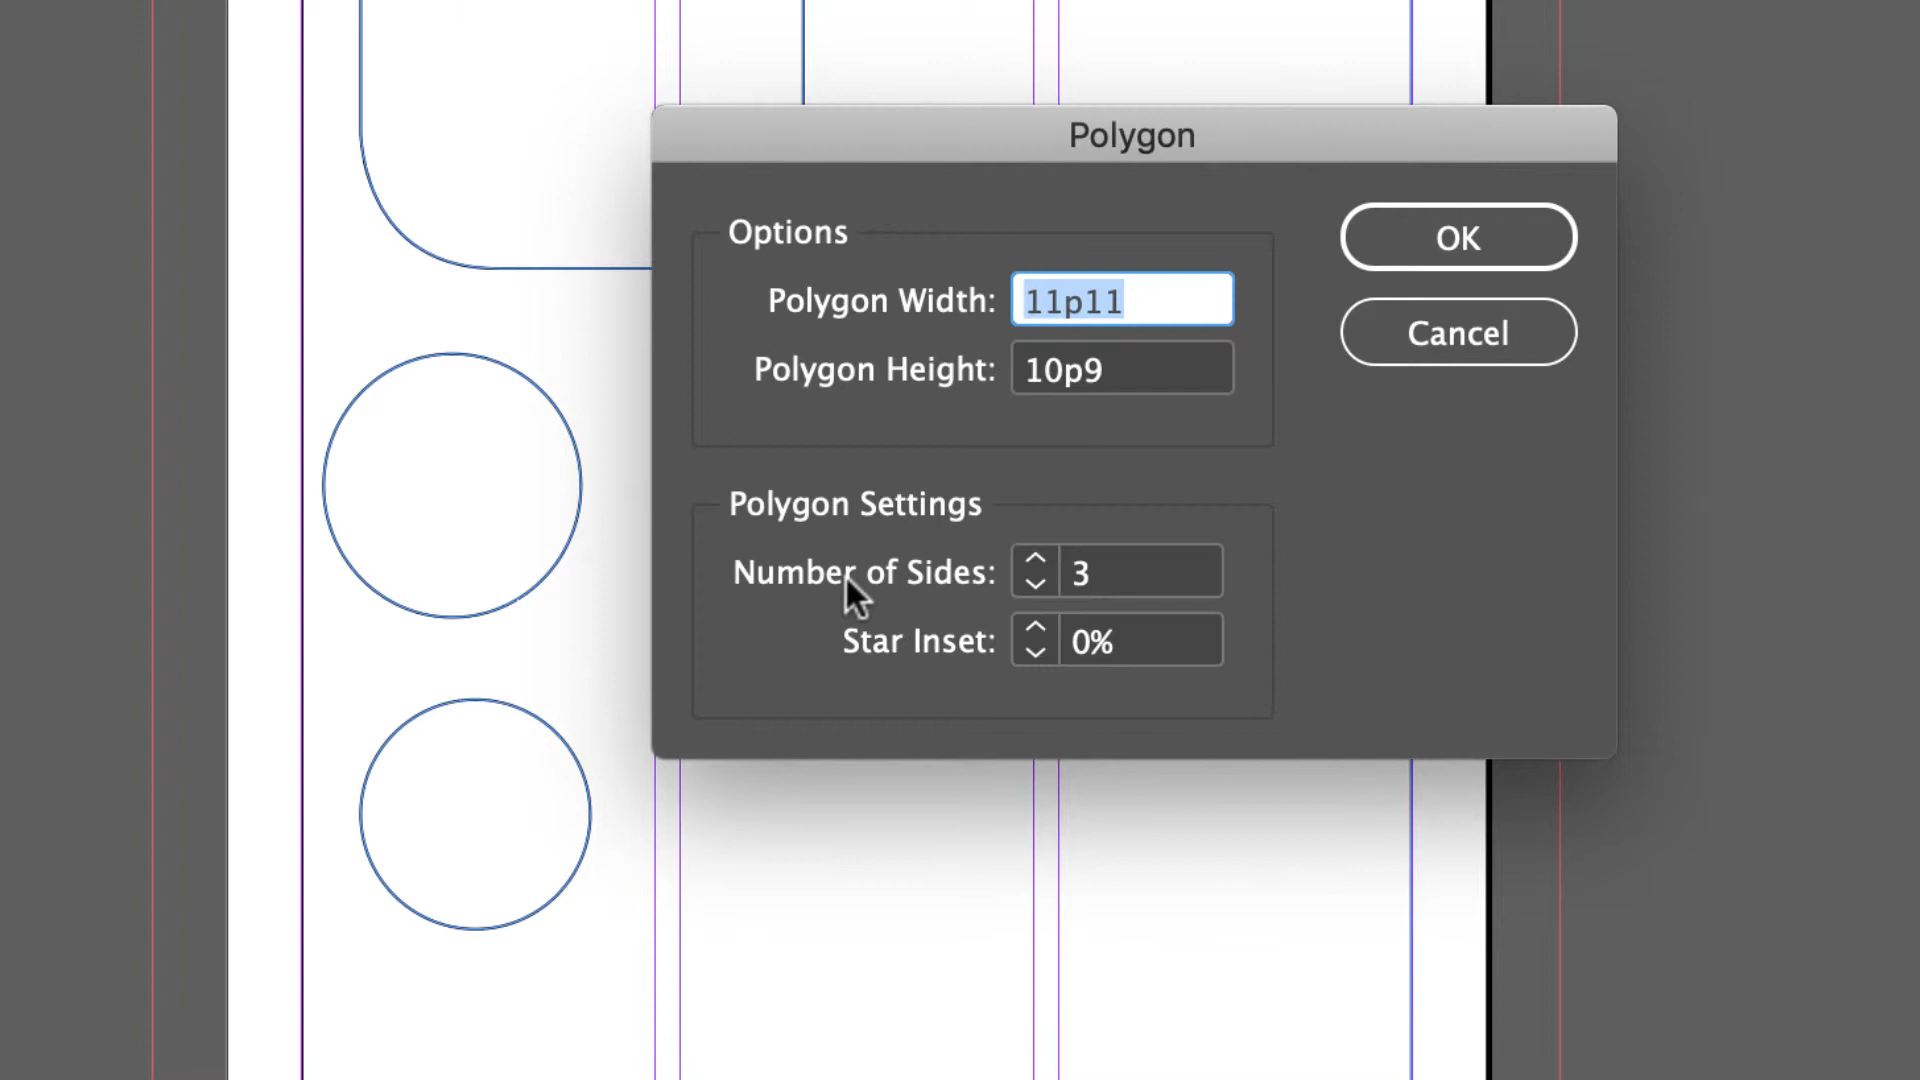 Polygon
Options
OK
Polygon Width: 11p11
Cancel
Polygon Height: 10p9
Polygon Settings
Number of Sides: 3
Star Inset: 0%